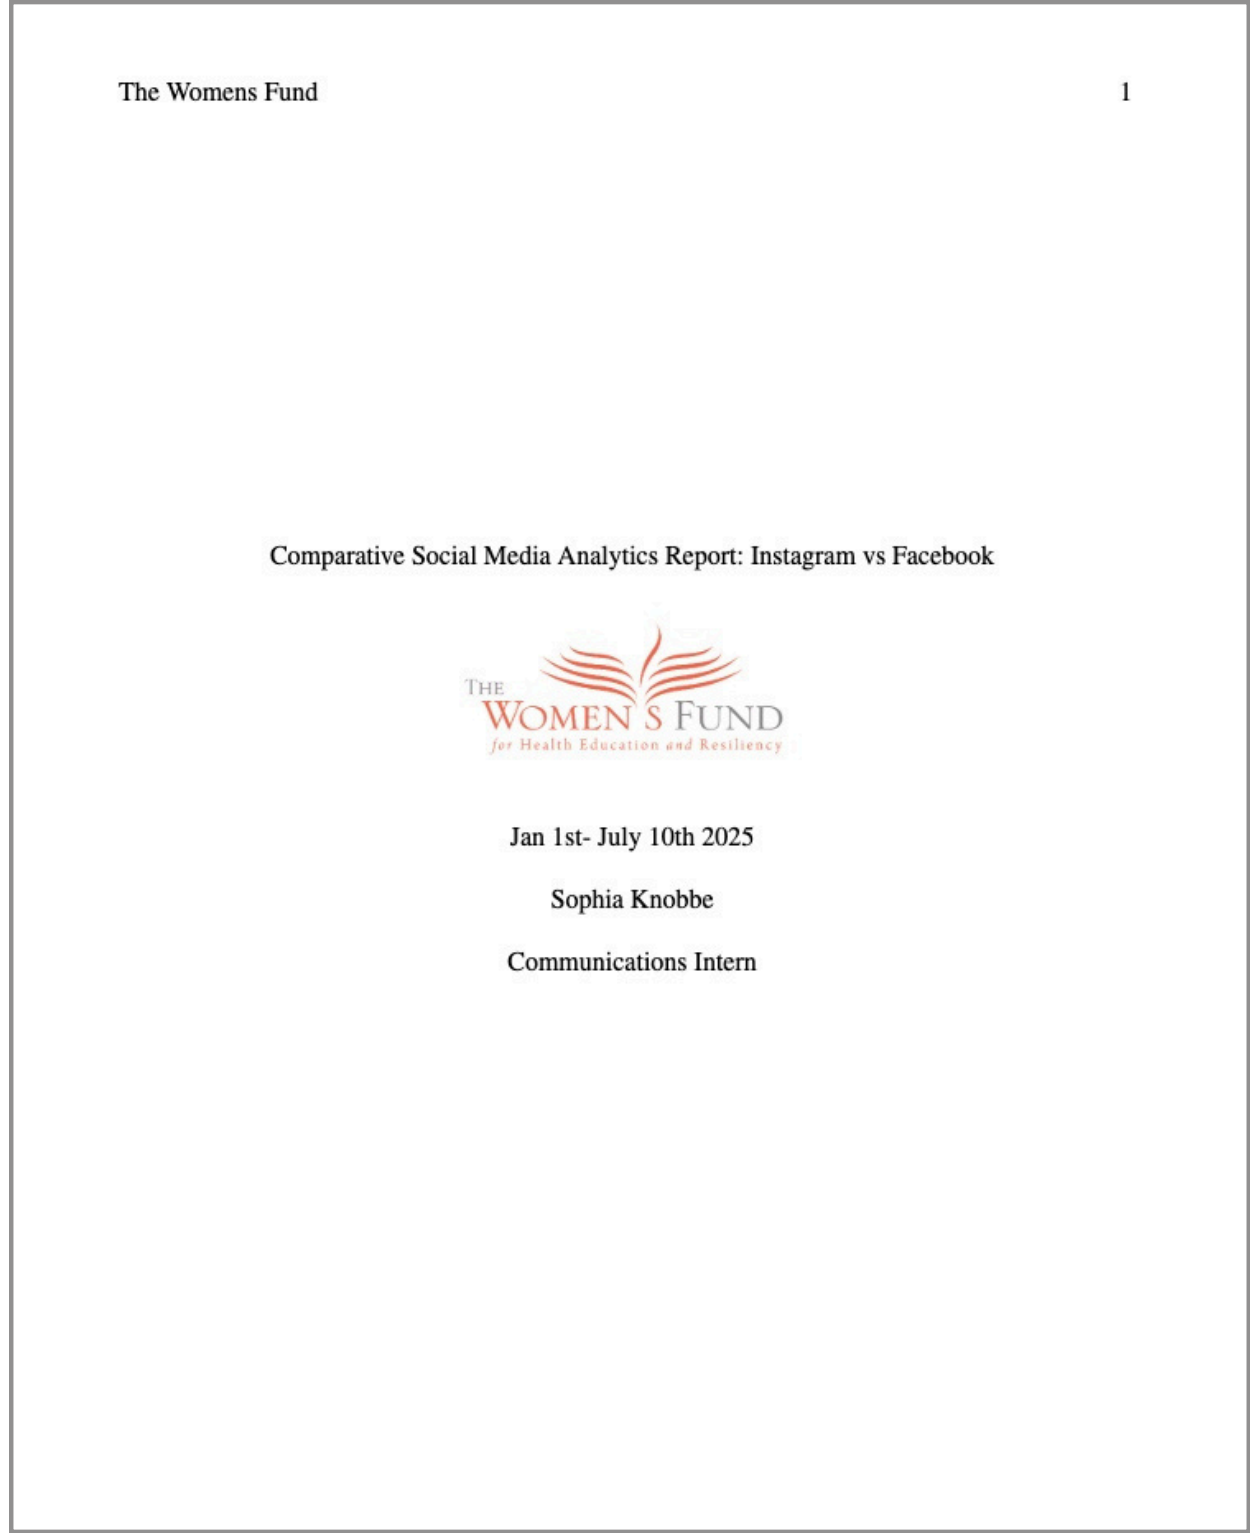 The Womens Fund 1
Comparative Social Media Analytics Report: Instagram vs Facebook
THE
WOMEN'S FUND
for Health Education and Resiliency
Jan 1st- July 10th 2025
Sophia Knobbe
Communications Intern